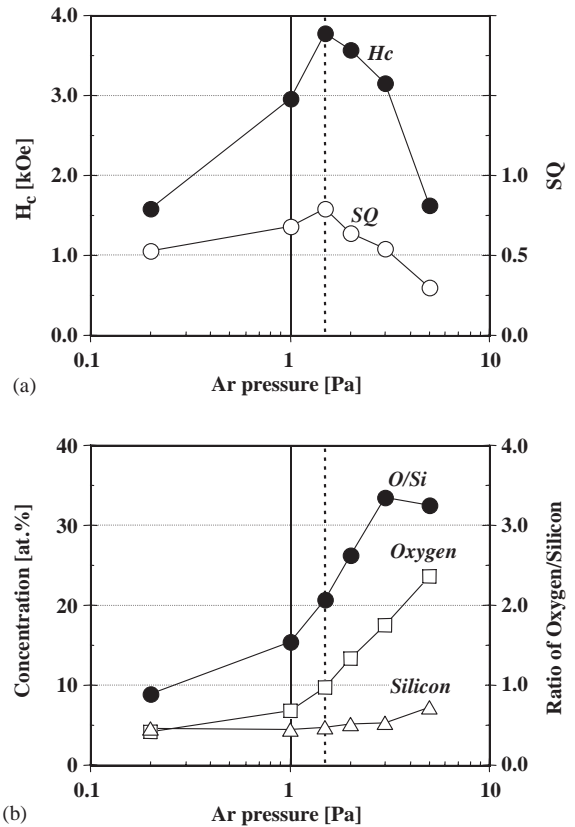 4.0
3.0
2.0
1.0
0.0
H_c [kOe]
Hc
SQ
1.0
0.5
0.0
SQ
0.1
1
10
Ar pressure [Pa]
(a)
40
30
20
10
0
Concentration [at.%]
O/Si
Oxygen
Silicon
4.0
3.0
2.0
1.0
0.0
Ratio of Oxygen/Silicon
0.1
1
10
Ar pressure [Pa]
(b)